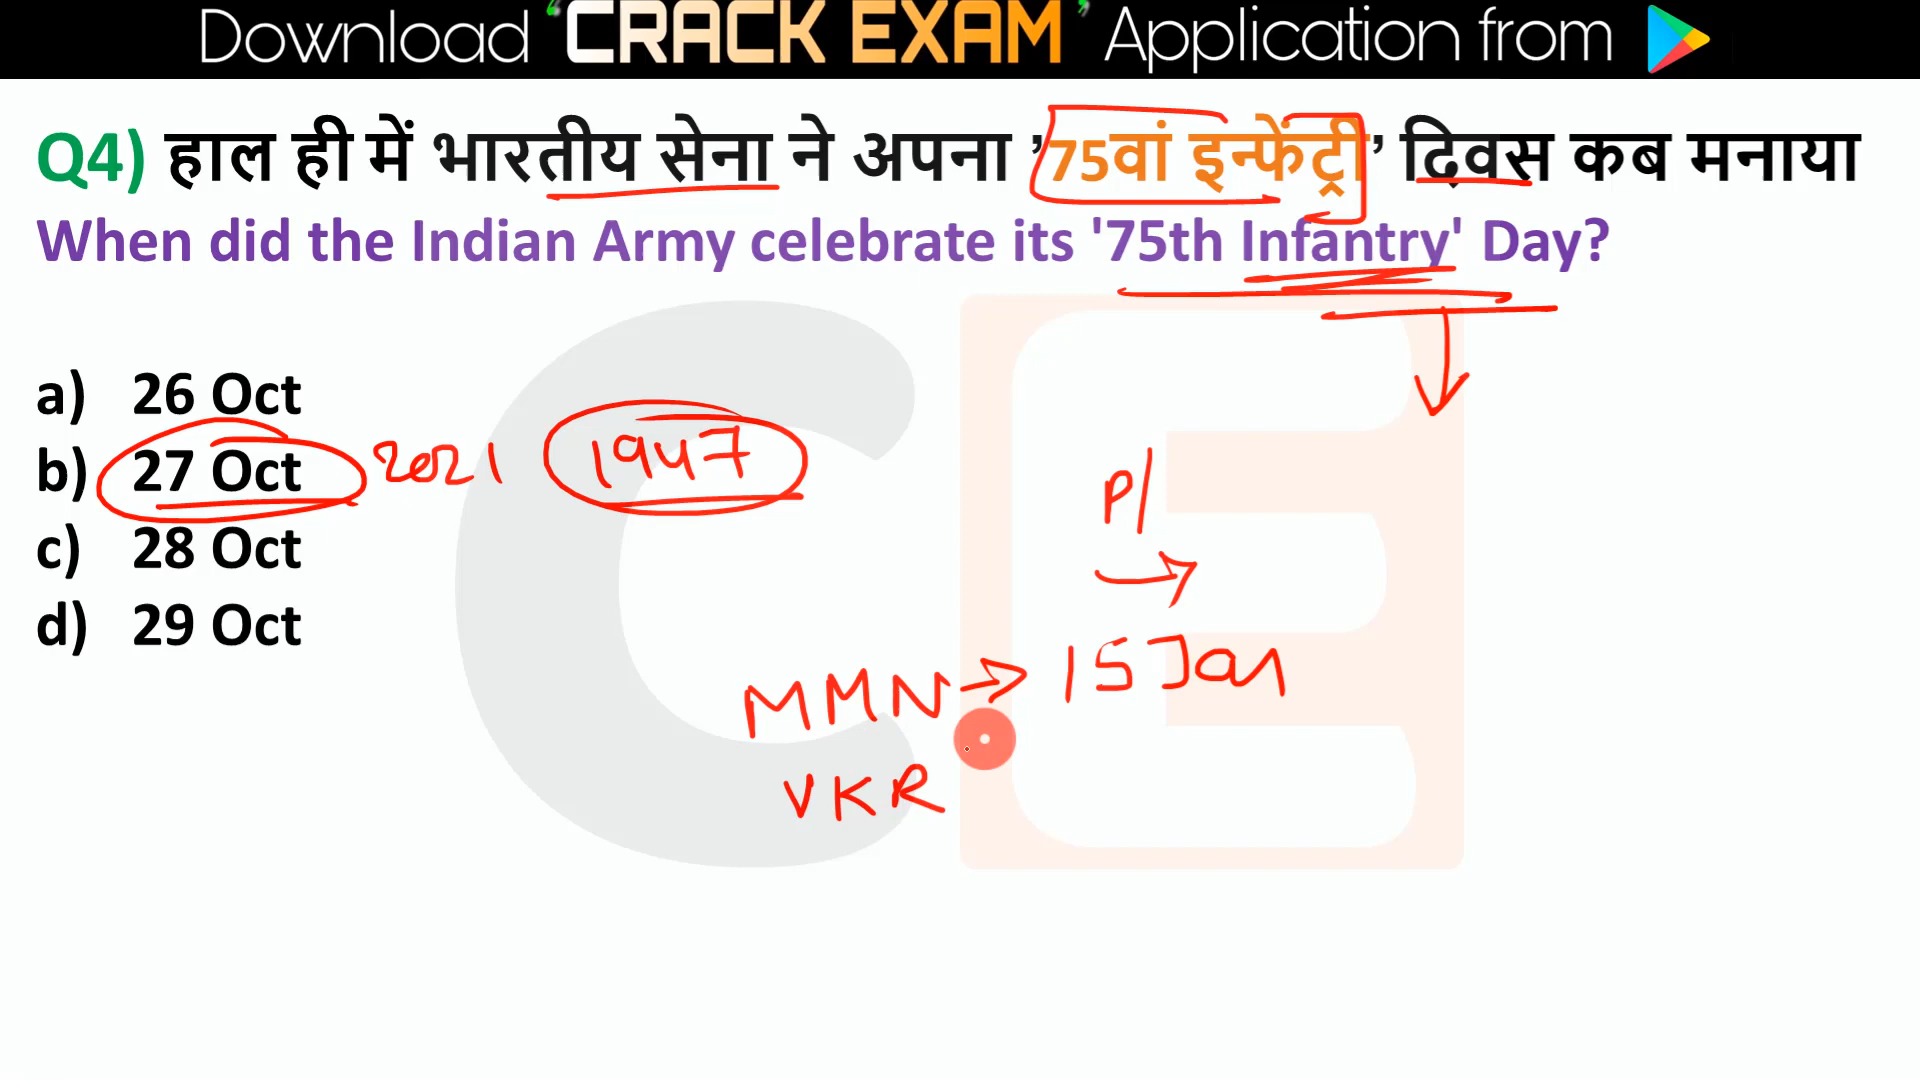 Download 'CRACK EXAM' Application from
Q4) हाल ही में भारतीय सेना ने अपना '75वां इन्फेंट्री' दिवस कब मनाया
When did the Indian Army celebrate its '75th Infantry' Day?
a) 26 Oct
b) 27 Oct 2021 1947
c) 28 Oct
d) 29 Oct
P/
MMN → 15 Jan
VKR
CE